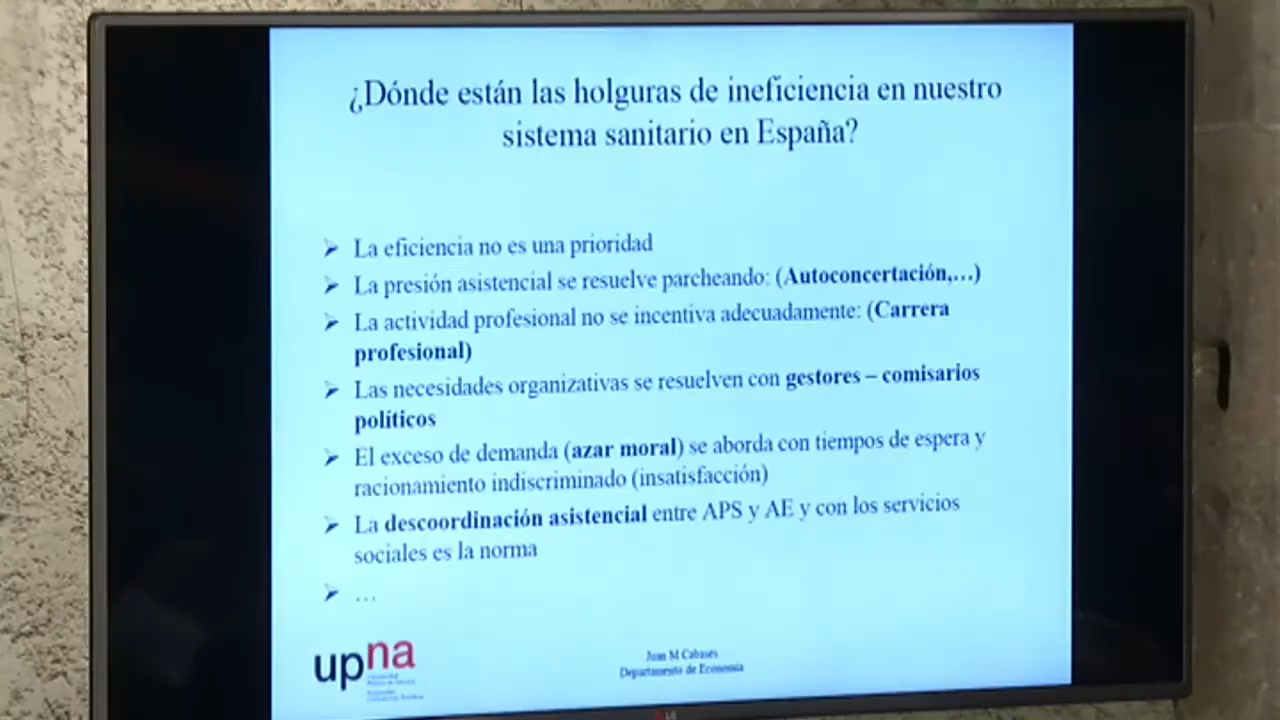 ¿Dónde están las holguras de ineficiencia en nuestro
sistema sanitario en España?
➢ La eficiencia no es una prioridad
➢ La presión asistencial se resuelve parcheando: (Autoconcertación,…)
➢ La actividad profesional no se incentiva adecuadamente: (Carrera
profesional)
➢ Las necesidades organizativas se resuelven con gestores – comisarios
políticos
➢ El exceso de demanda (azar moral) se aborda con tiempos de espera y
racionamiento indiscriminado (insatisfacción)
➢ La descoordinación asistencial entre APS y AE y con los servicios
sociales es la norma
➢ …
upna
Juan M Cabasés
Departamento de Economía